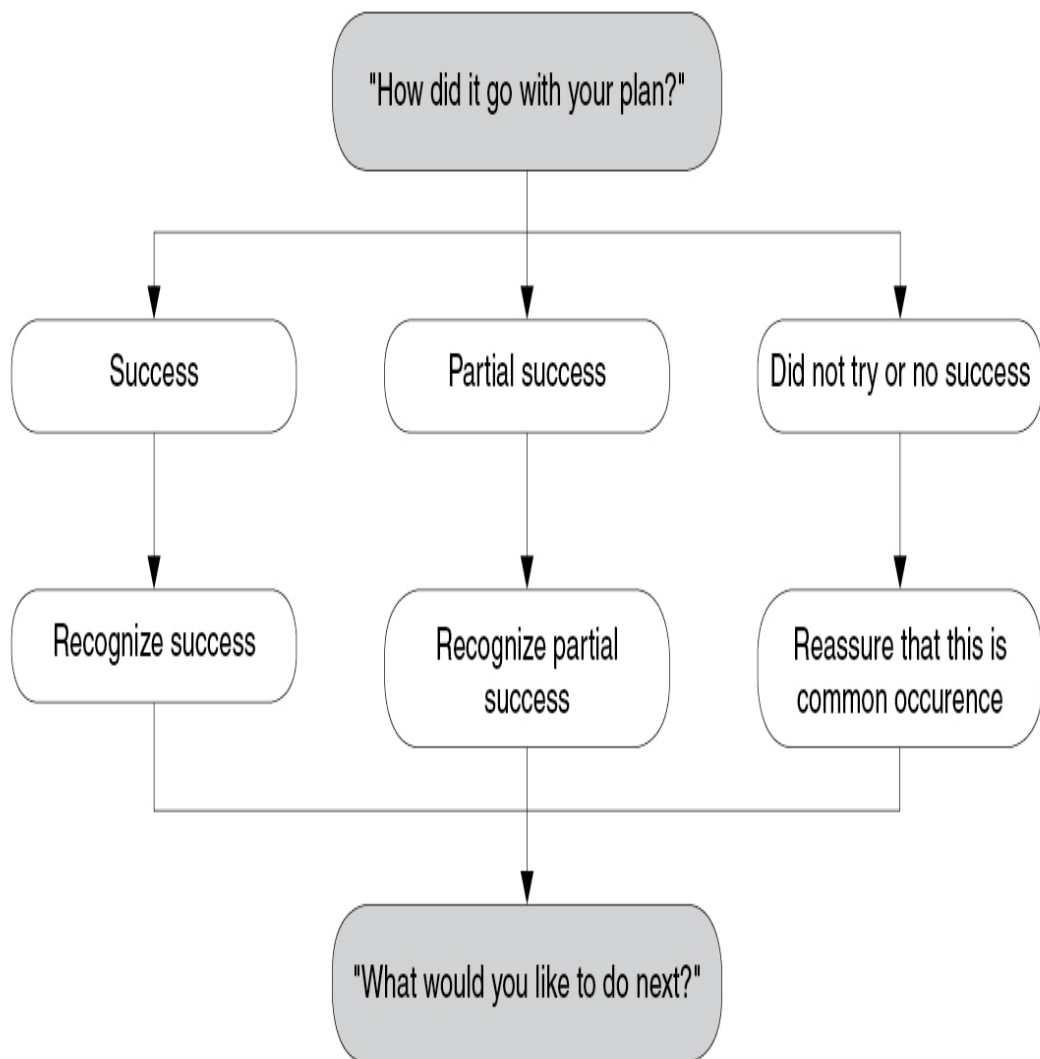 "How did it go with your plan?"
Success
Partial success
Did not try or no success
Recognize success
Recognize partial
success
Reassure that this is
common occurence
"What would you like to do next?"